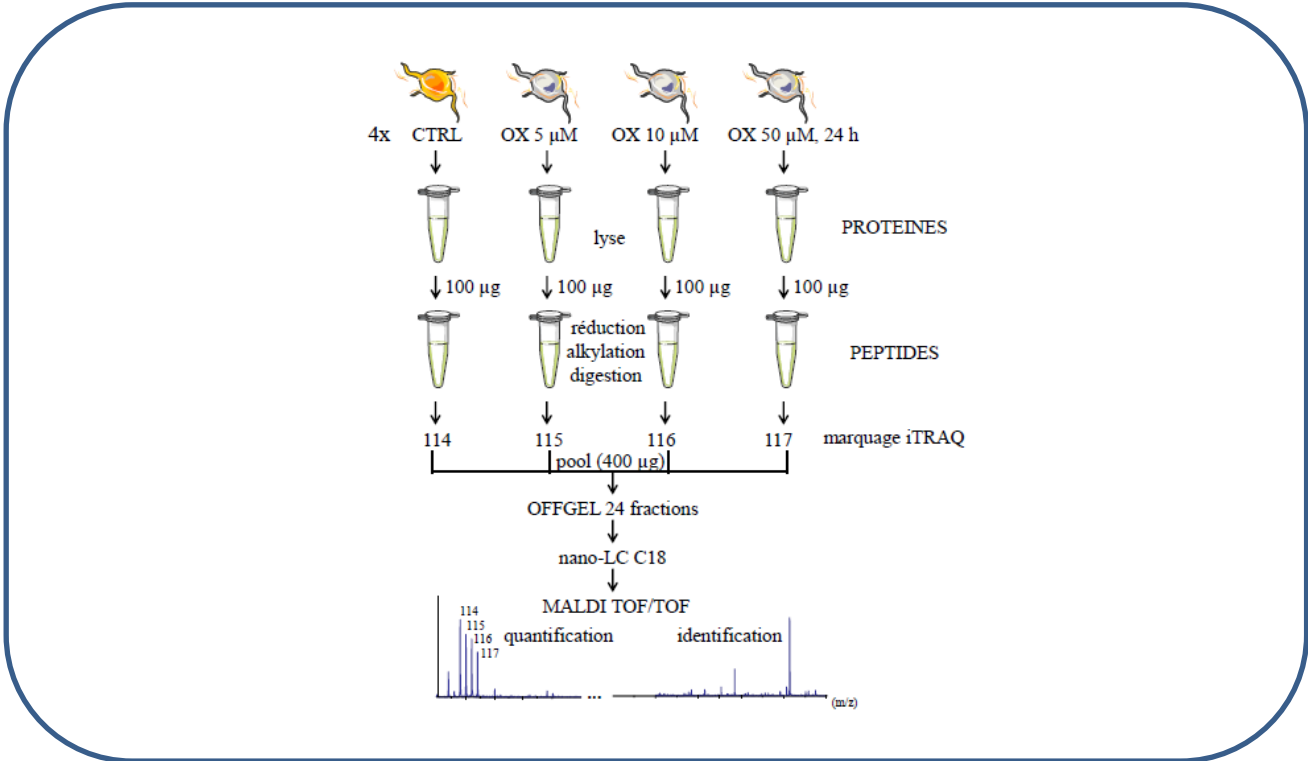 4x CTRL OX 5 µM OX 10 µM OX 50 µM, 24 h
lyse
PROTEINES
100 µg 100 µg 100 µg 100 µg
réduction
alkylation
digestion
PEPTIDES
114 115 116 117 marquage iTRAQ
pool (400 µg)
OFFGEL 24 fractions
nano-LC C18
MALDI TOF/TOF
114
115
116
117
quantification identification
...
(m/z)